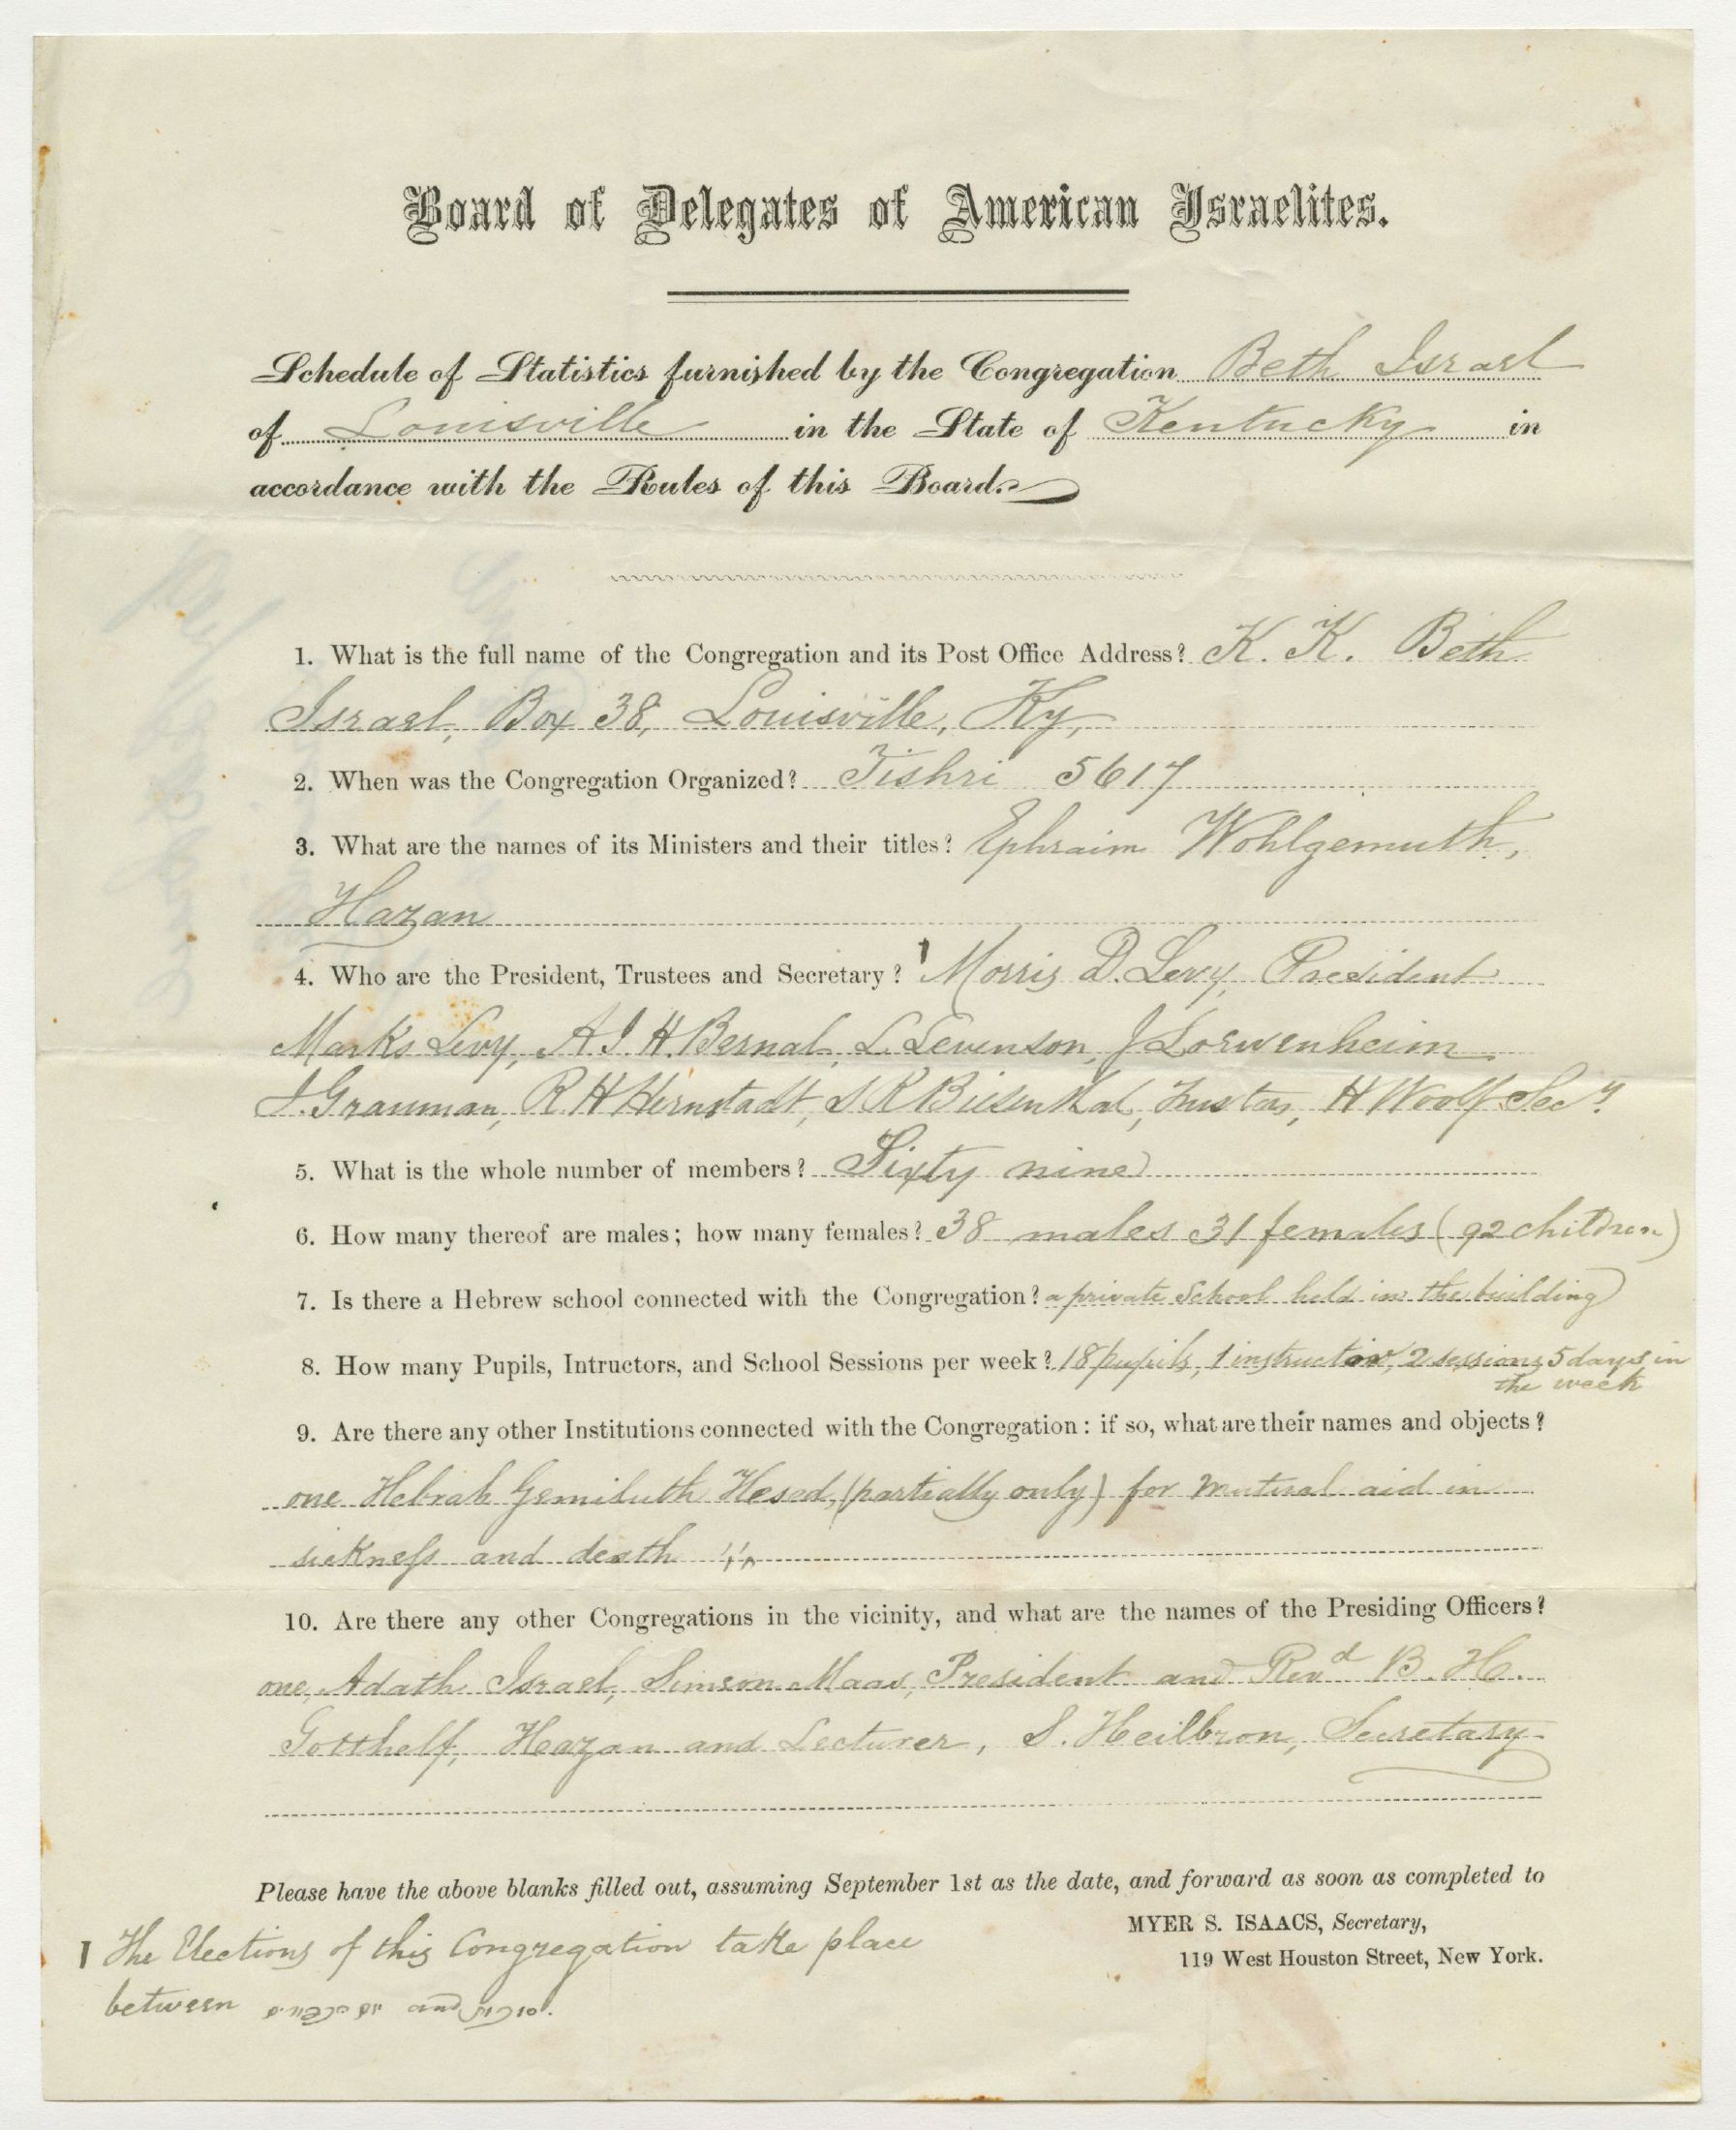 Board of Delegates of American Israelites.
Schedule of Statistics furnished by the Congregation Beth Israel
of Louisville in the State of Kentucky in
accordance with the Rules of this Board.
1. What is the full name of the Congregation and its Post Office Address? K. K. Beth
Israel, Box 38, Louisville, Ky,
2. When was the Congregation Organized? Tishri 5617
3. What are the names of its Ministers and their titles? Ephraim Wohlgemuth,
Hazan
4. Who are the President, Trustees and Secretary? 1 Morris D. Levy, President
Marks Levy, A J. H. Bernal, L. Levenson, J Loewenheim
J. Grauman, R H Hirnstadt, S R Biesenthal, Trustees, H Woolf Secy.
5. What is the whole number of members? Sixty nine
6. How many thereof are males; how many females? 38 males 31 females (92 children)
7. Is there a Hebrew school connected with the Congregation? a private School held in the building
8. How many Pupils, Intructors, and School Sessions per week? 18 pupils, 1 instructor, 2 sessions, 5 days in
the week
9. Are there any other Institutions connected with the Congregation: if so, what are their names and objects?
one Hebrah Gemiluth Hesed, (partially only) for mutual aid in
sickness and death
10. Are there any other Congregations in the vicinity, and what are the names of the Presiding Officers?
one, Adath Israel, Simson Maas, President and Revd B. H.
Gotthelf, Hazan and Lecturer, S. Heilbron, Secretary
Please have the above blanks filled out, assuming September 1st as the date, and forward as soon as completed to
MYER S. ISAACS, Secretary,
119 West Houston Street, New York.
1 The Elections of this Congregation take place
between and